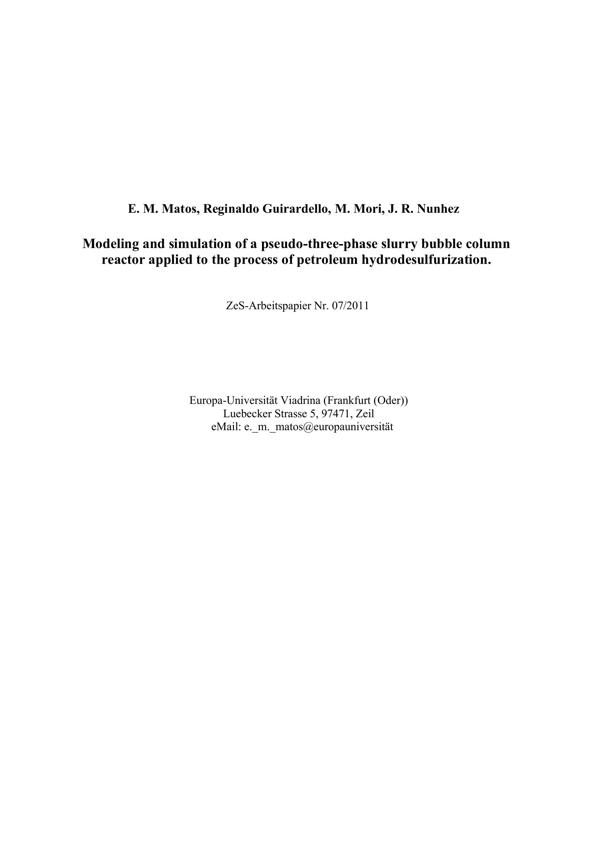 E. M. Matos, Reginaldo Guirardello, M. Mori, J. R. Nunhez
Modeling and simulation of a pseudo-three-phase slurry bubble column
reactor applied to the process of petroleum hydrodesulfurization.
ZeS-Arbeitspapier Nr. 07/2011
Europa-Universität Viadrina (Frankfurt (Oder))
Luebecker Strasse 5, 97471, Zeil
eMail: e._m._matos@europauniversität